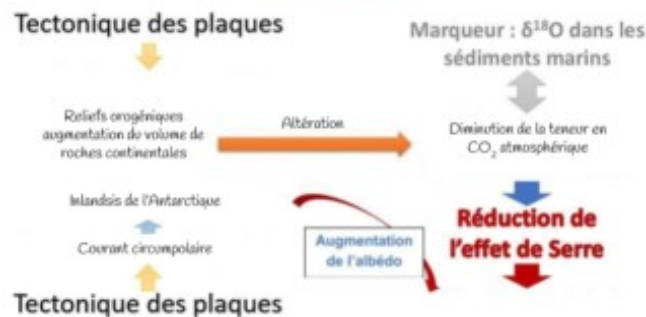 Tectonique des plaques
Reliefs orogéniques
augmentation du volume de
roches continentales
Altération
Marqueur : δ¹⁸O dans les
sédiments marins
Diminution de la teneur en
CO₂ atmosphérique
Inlandsis de l'Antarctique
Courant circumpolaire
Tectonique des plaques
Augmentation
de l'albédo
Réduction de
l'effet de Serre